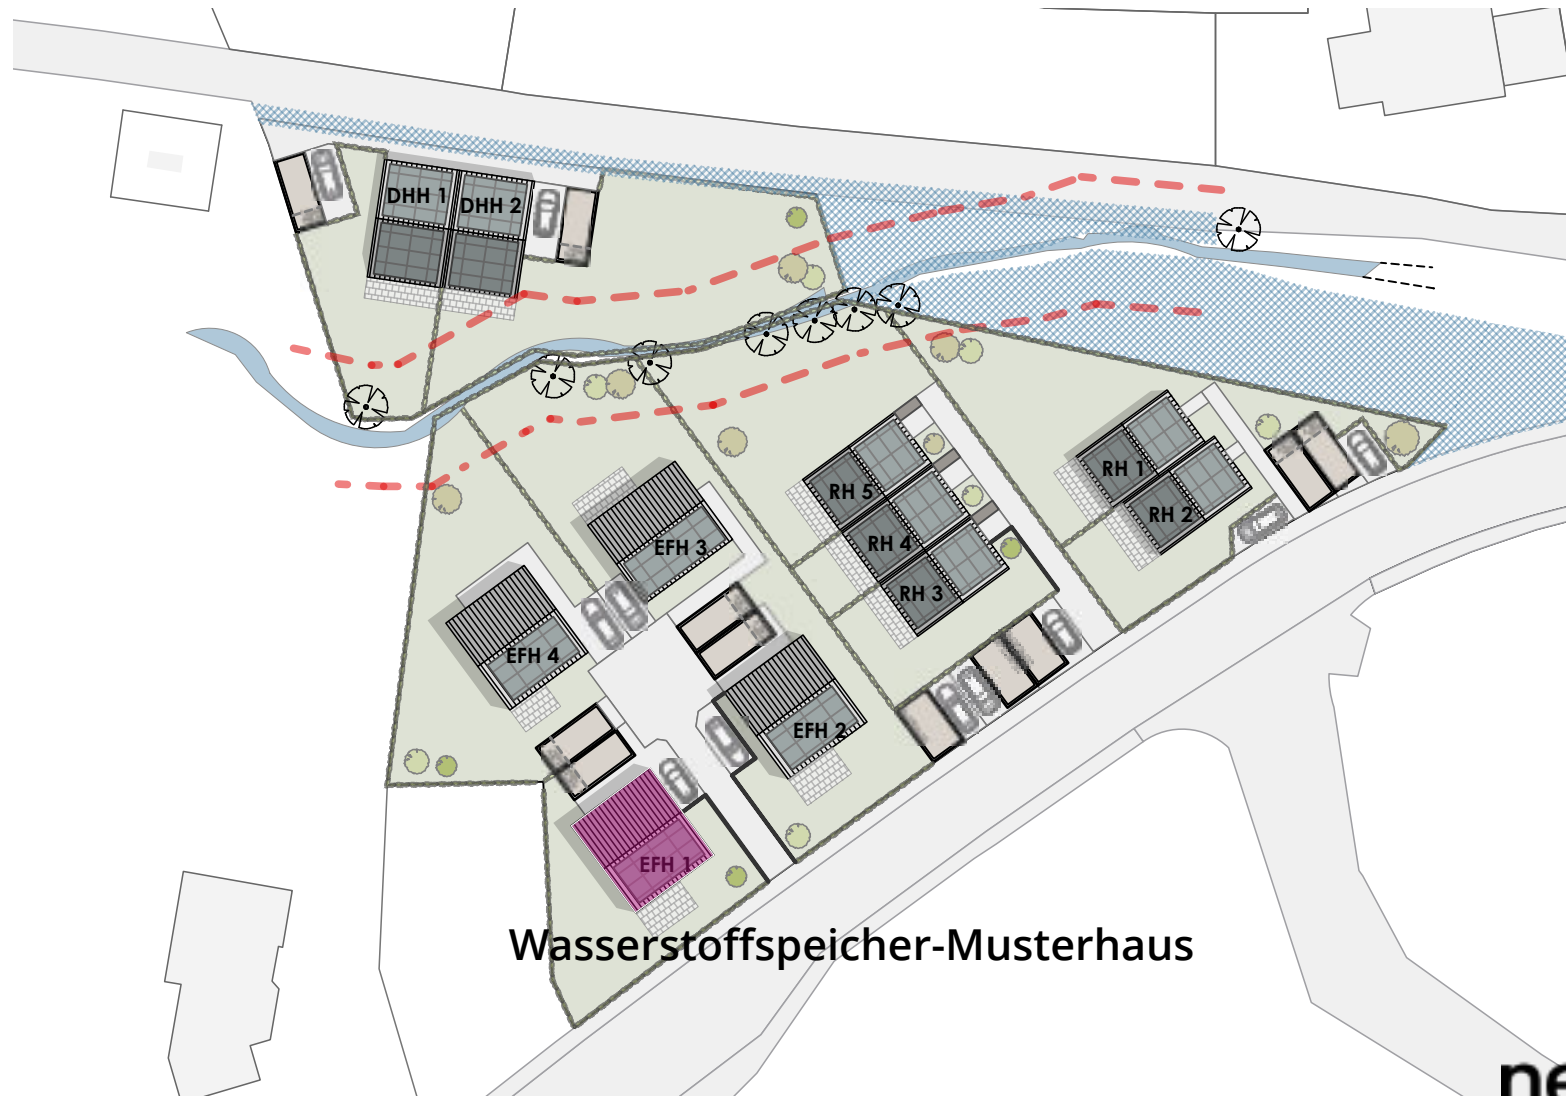 DHH 1
DHH 2
RH 1
RH 2
RH 5
RH 4
RH 3
EFH 3
EFH 4
EFH 2
EFH 1
Wasserstoffspeicher-Musterhaus
ne